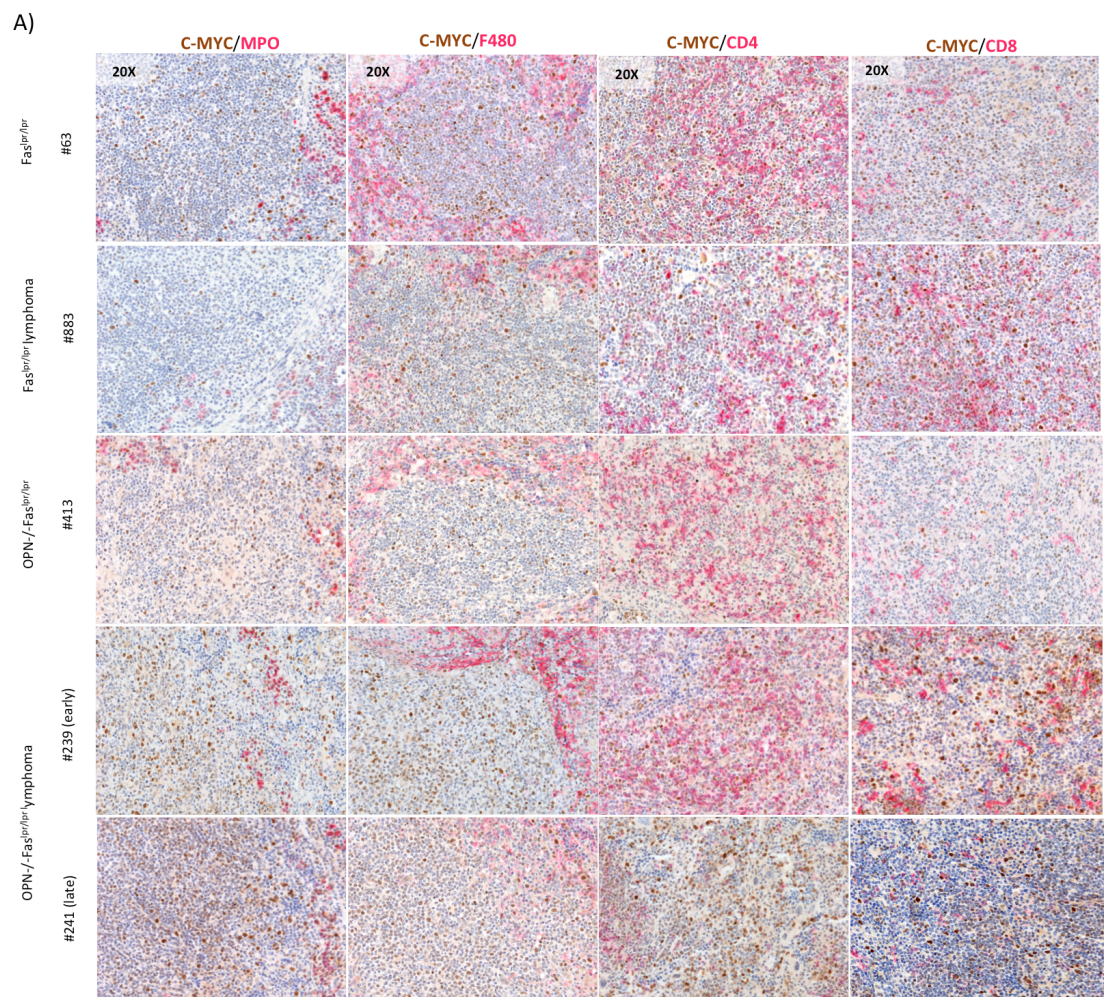 A)
C-MYC/MPO
C-MYC/F480
C-MYC/CD4
C-MYC/CD8
20X
20X
20X
20X
Fas lpr/lpr
#63
Fas lpr/lpr lymphoma
#883
OPN-/-Fas lpr/lpr
#413
OPN-/-Fas lpr/lpr lymphoma
#239 (early)
#241 (late)